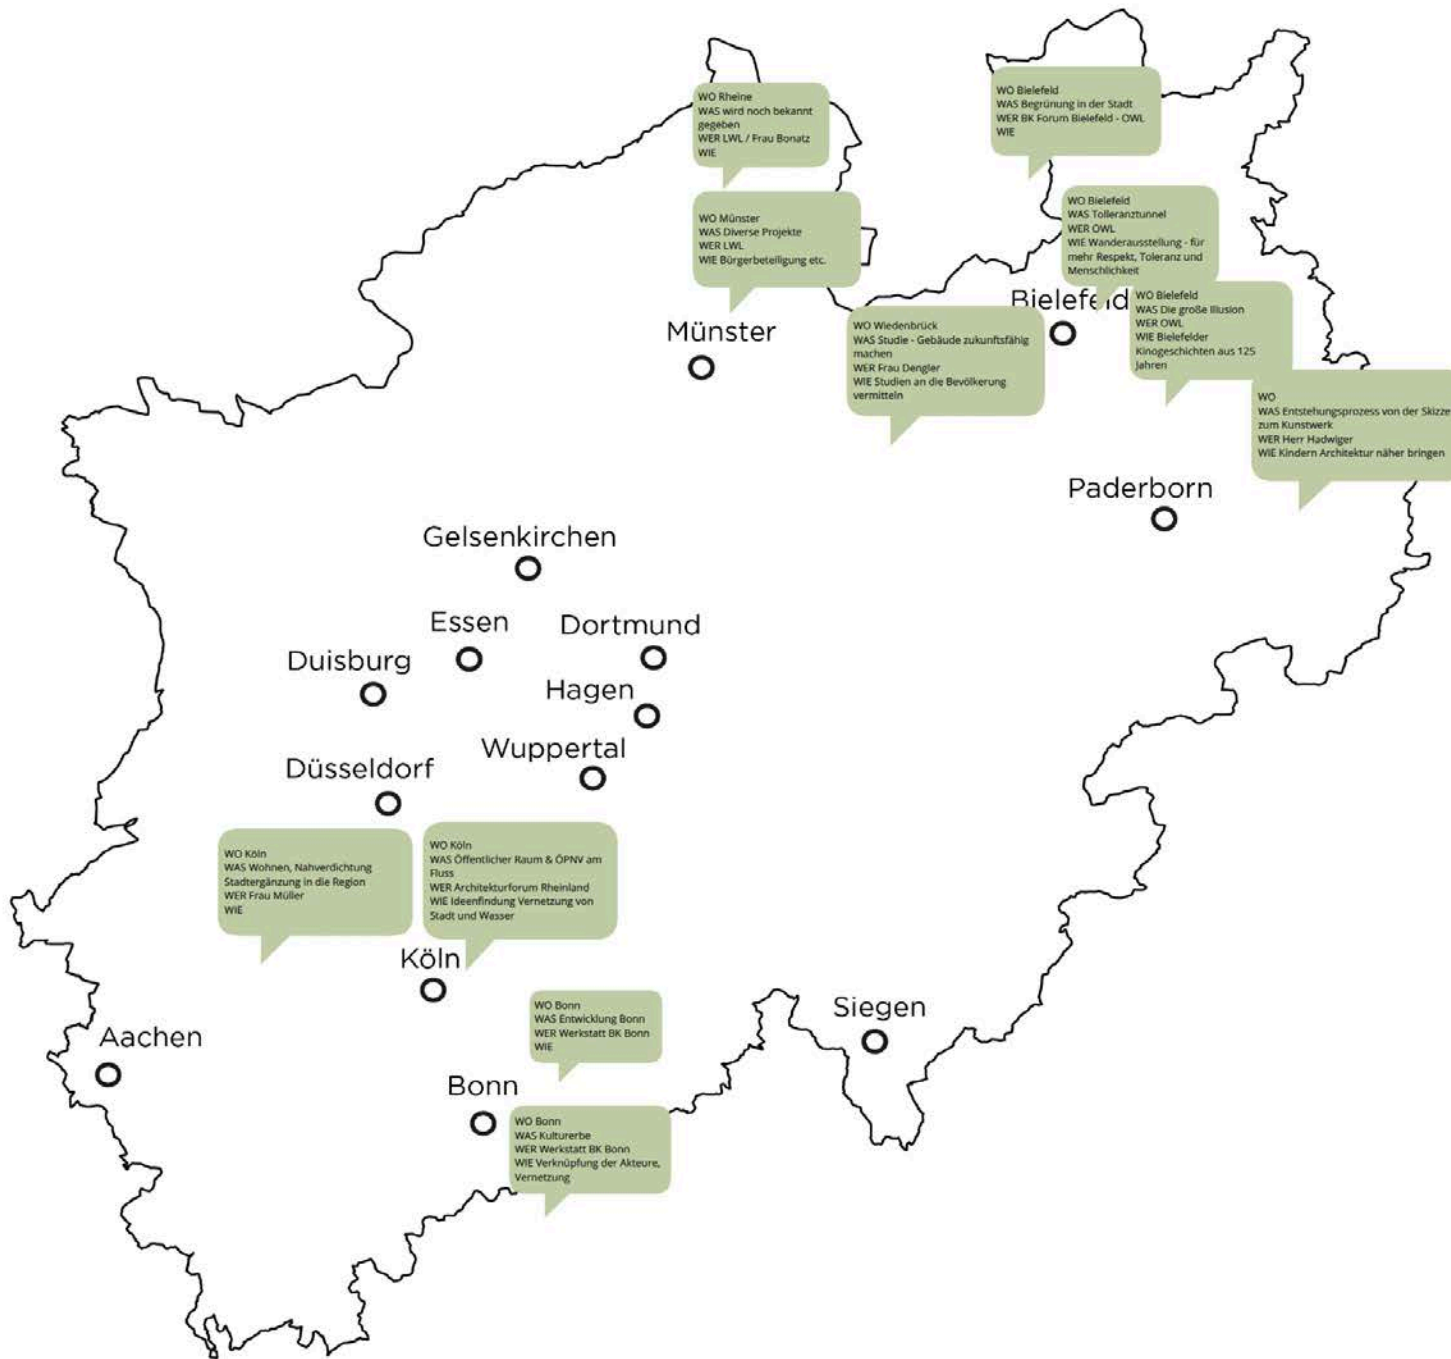 WO Rheine
WAS wird noch bekannt
gegeben
WER LWL / Frau Bonatz
WIE
WO Bielefeld
WAS Begrünung in der Stadt
WER BK Forum Bielefeld - OWL
WIE
WO Münster
WAS Diverse Projekte
WER LWL
WIE Bürgerbeteiligung etc.
WO Bielefeld
WAS Tolleranztunnel
WER OWL
WIE Wanderausstellung - für
mehr Respekt, Toleranz und
Menschlichkeit
Bielefeld
WO Bielefeld
WAS Die große Illusion
WER OWL
WIE Bielefelder
Kinogeschichten aus 125
Jahren
Münster
WO Wiedenbrück
WAS Studie - Gebäude zukunftsfähig
machen
WER Frau Dengler
WIE Studien an die Bevölkerung
vermitteln
WO
WAS Entstehungsprozess von der Skizze
zum Kunstwerk
WER Herr Hadwiger
WIE Kindern Architektur näher bringen
Paderborn
Gelsenkirchen
Essen
Dortmund
Duisburg
Hagen
Wuppertal
Düsseldorf
WO Köln
WAS Wohnen, Nahverdichtung
Stadtergänzung in die Region
WER Frau Müller
WIE
WO Köln
WAS Öffentlicher Raum & ÖPNV am
Fluss
WER Architekturforum Rheinland
WIE Ideenfindung Vernetzung von
Stadt und Wasser
Köln
WO Bonn
WAS Entwicklung Bonn
WER Werkstatt BK Bonn
WIE
Siegen
Aachen
Bonn
WO Bonn
WAS Kulturerbe
WER Werkstatt BK Bonn
WIE Verknüpfung der Akteure,
Vernetzung